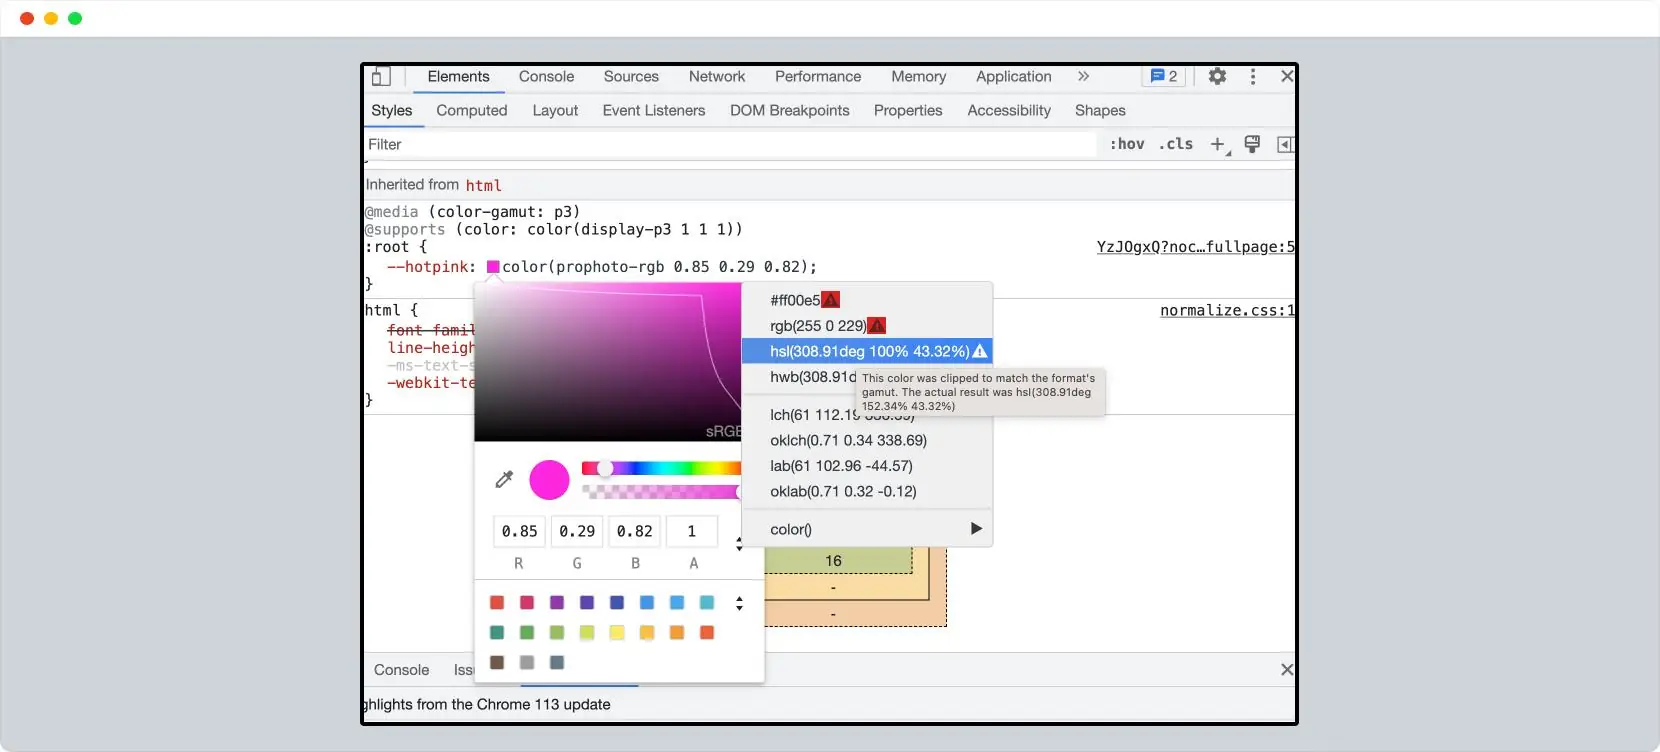 Elements Console Sources Network Performance Memory Application 2
Styles Computed Layout Event Listeners DOM Breakpoints Properties Accessibility Shapes
Filter :hov .cls
Inherited from html
@media (color-gamut: p3)
@supports (color: color(display-p3 1 1 1))
:root { YzJOgxQ?noc…fullpage:5
--hotpink: color(prophoto-rgb 0.85 0.29 0.82);
}
html { normalize.css:1
font-famil
line-heigh
-ms-text-s
-webkit-te
}
sRGB
#ff00e5
rgb(255 0 229)
hsl(308.91deg 100% 43.32%)
hwb(308.91d
This color was clipped to match the format's
gamut. The actual result was hsl(308.91deg
152.34% 43.32%)
lch(61 112.19
oklch(0.71 0.34 338.69)
lab(61 102.96 -44.57)
oklab(0.71 0.32 -0.12)
color()
0.85 0.29 0.82 1
R G B A
16
-
-
Console Issu
ghlights from the Chrome 113 update